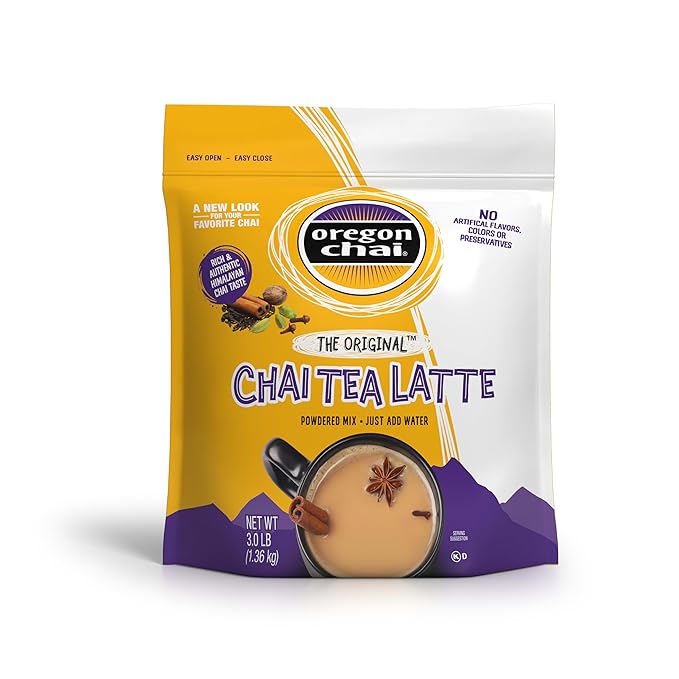 EASY OPEN – EASY CLOSE
A NEW LOOK
FOR YOUR
FAVORITE CHAI
oregon
chai®
NO
ARTIFICIAL FLAVORS,
COLORS OR
PRESERVATIVES
RICH &
AUTHENTIC
HIMALAYAN
CHAI TASTE
THE ORIGINAL™
CHAI TEA LATTE
POWDERED MIX • JUST ADD WATER
NET WT
3.0 LB
(1.36 kg)
SERVING
SUGGESTION
K D